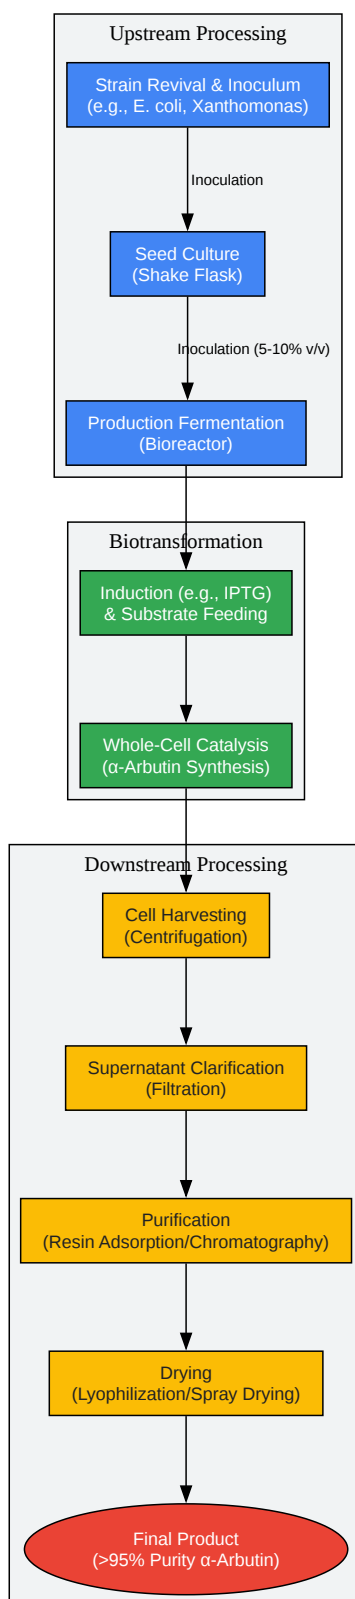 Upstream Processing
Strain Revival & Inoculum
(e.g., E. coli, Xanthomonas)
Inoculation
Seed Culture
(Shake Flask)
Inoculation (5-10% v/v)
Production Fermentation
(Bioreactor)
Biotransformation
Induction (e.g., IPTG)
& Substrate Feeding
Whole-Cell Catalysis
(α-Arbutin Synthesis)
Downstream Processing
Cell Harvesting
(Centrifugation)
Supernatant Clarification
(Filtration)
Purification
(Resin Adsorption/Chromatography)
Drying
(Lyophilization/Spray Drying)
Final Product
(>95% Purity α-Arbutin)